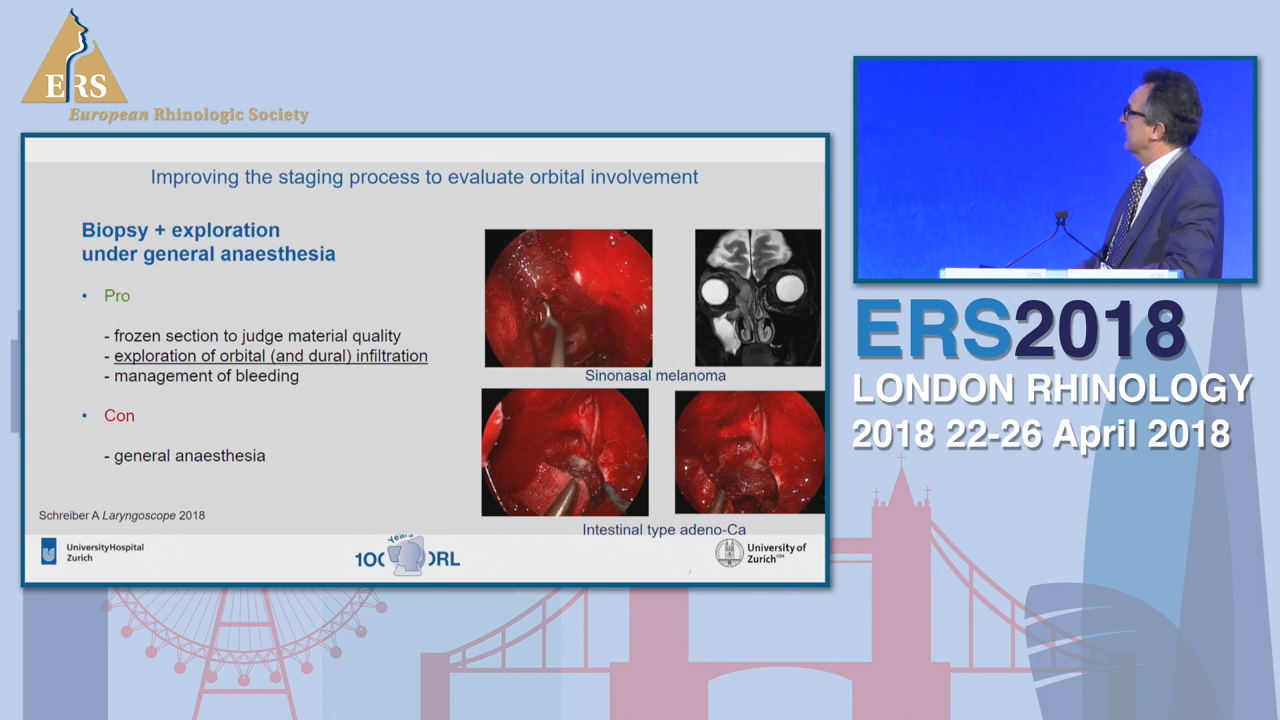 ERS
European Rhinologic Society
Improving the staging process to evaluate orbital involvement
Biopsy + exploration
under general anaesthesia
• Pro
- frozen section to judge material quality
- exploration of orbital (and dural) infiltration
- management of bleeding
• Con
- general anaesthesia
Sinonasal melanoma
Intestinal type adeno-Ca
Schreiber A Laryngoscope 2018
UniversityHospital
Zurich
Years
100 ORL
University of
Zurich
ERS2018
LONDON RHINOLOGY
2018 22-26 April 2018